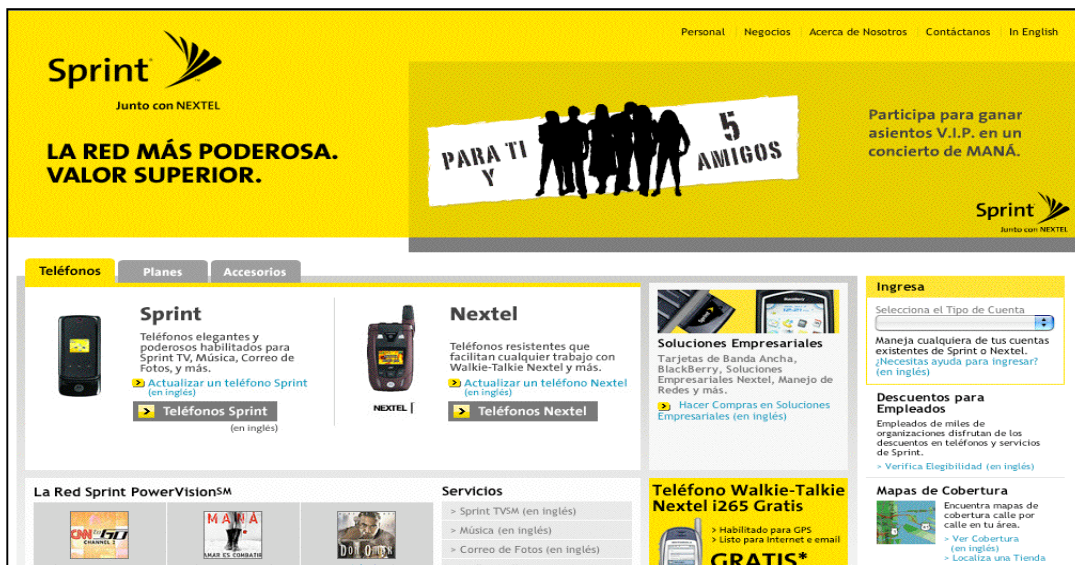 Personal
Negocios
Acerca de Nosotros
Contáctanos
In English
Sprint
Junto con NEXTEL
LA RED MÁS PODEROSA.
VALOR SUPERIOR.
PARA TI
Y
5
AMIGOS
Participa para ganar
asientos V.I.P. en un
concierto de MANÁ.
Sprint
Junto con NEXTEL
Teléfonos
Planes
Accesorios
Sprint
Teléfonos elegantes y
poderosos habilitados para
Sprint TV, Música, Correo de
Fotos, y más.
Actualizar un teléfono Sprint
(en inglés)
Teléfonos Sprint
(en inglés)
NEXTEL
Nextel
Teléfonos resistentes que
facilitan cualquier trabajo con
Walkie-Talkie Nextel y más.
Actualizar un teléfono Nextel
(en inglés)
Teléfonos Nextel
Sprint
BlackBerry
Soluciones Empresariales
Tarjetas de Banda Ancha,
BlackBerry, Soluciones
Empresariales Nextel, Manejo de
Redes y más.
Hacer Compras en Soluciones
Empresariales (en inglés)
Ingresa
Selecciona el Tipo de Cuenta
Maneja cualquiera de tus cuentas
existentes de Sprint o Nextel.
¿Necesitas ayuda para ingresar?
(en inglés)
Descuentos para
Empleados
Empleados de miles de
organizaciones disfrutan de los
descuentos en teléfonos y servicios
de Sprint.
> Verifica Elegibilidad (en inglés)
La Red Sprint PowerVision℠
CNN to GO
CHANNEL 2
MANÁ
AMAR ES COMBATIR
DON OMAR
Servicios
> Sprint TV℠ (en inglés)
> Música (en inglés)
> Correo de Fotos (en inglés)
Teléfono Walkie-Talkie
Nextel i265 Gratis
> Habilitado para GPS
> Listo para Internet e email
GRATIS*
Mapas de Cobertura
Encuentra mapas de
cobertura calle por
calle en tu área.
> Ver Cobertura
(en inglés)
> Localiza una Tienda